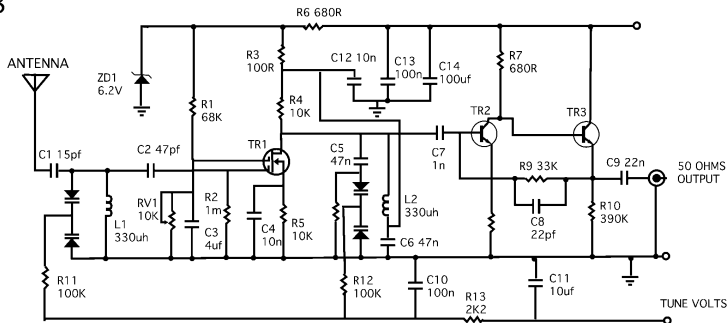 3
R6 680R
ANTENNA
ZD1
6.2V
R3
100R
C12 10n
C13
100n
C14
100uf
R7
680R
R1
68K
R4
10K
TR1
TR2
TR3
C1 15pf
C2 47pf
C5
47n
C7
1n
R9 33K
C9 22n
50 OHMS
OUTPUT
RV1
10K
R2
1m
L1
330uh
C3
4uf
C4
10n
R5
10K
L2
330uh
C6 47n
C8
22pf
R10
390K
R11
100K
R12
100K
C10
100n
R13
2K2
C11
10uf
TUNE VOLTS